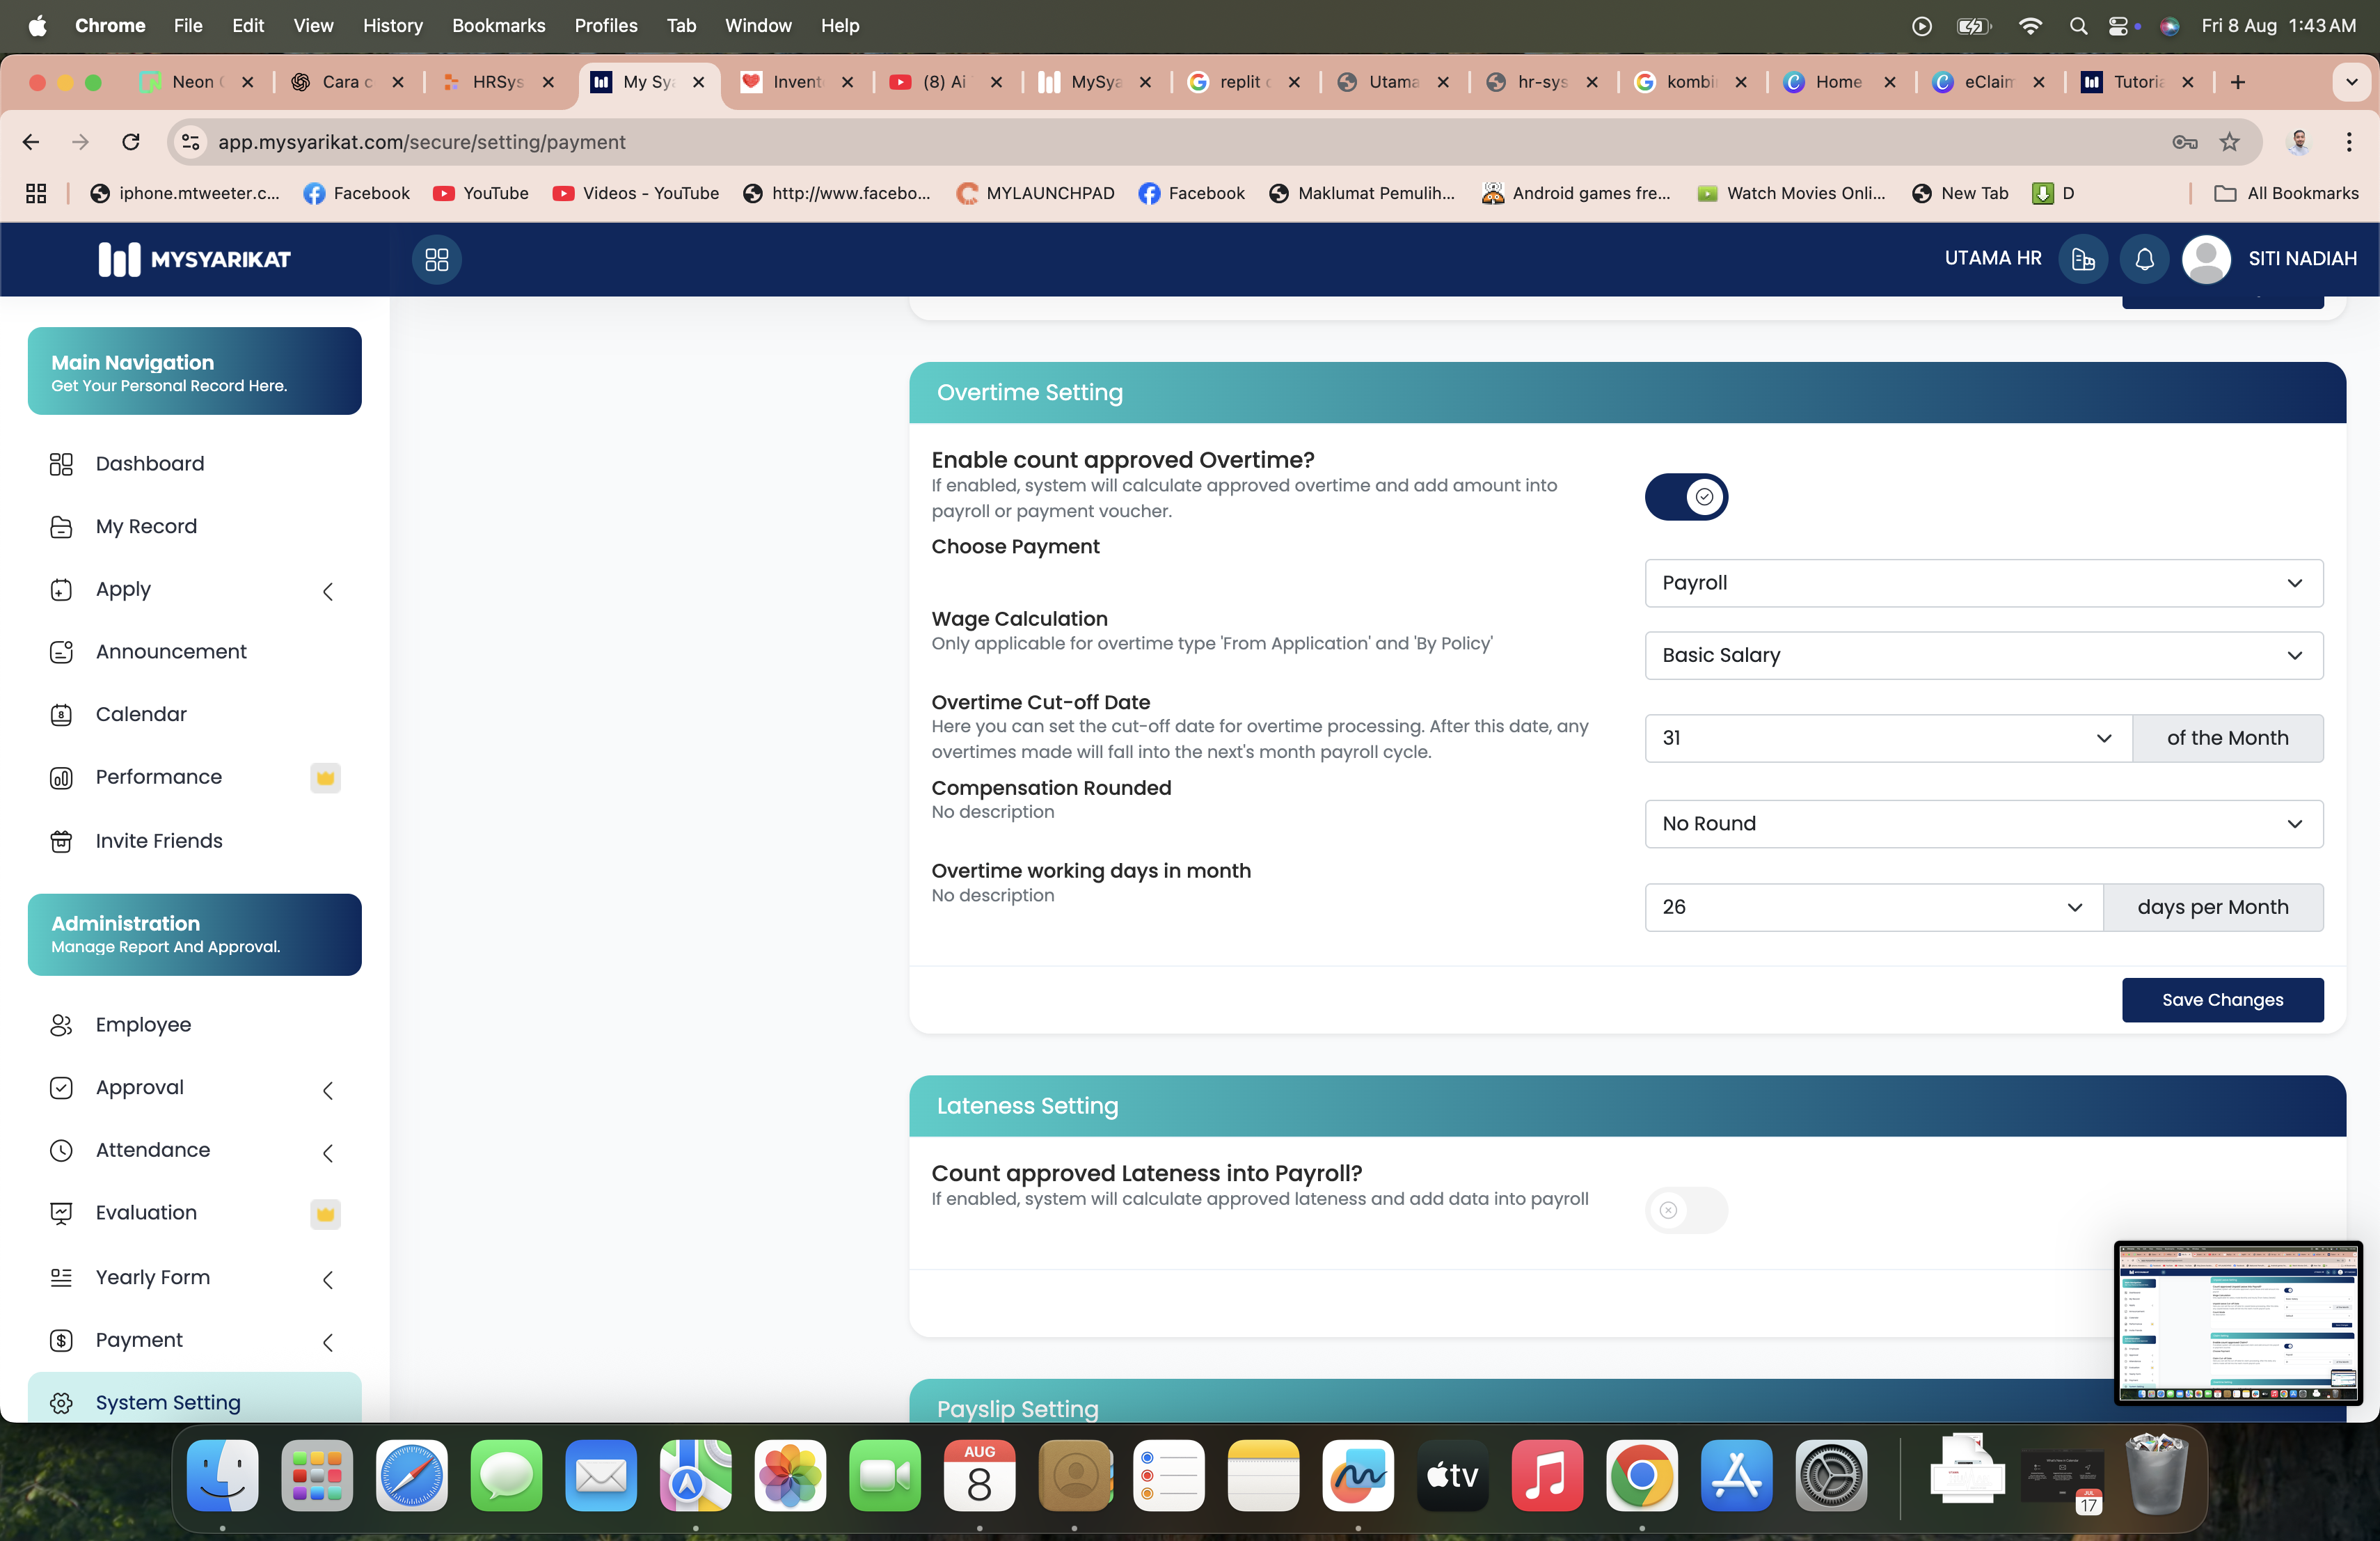 Chrome File Edit View History Bookmarks Profiles Tab Window Help Fri 8 Aug 1:43 AM
Neon Cara c HRSys My Sya Invent (8) Ai MySya replit Utama hr-sys kombi Home eClaim Tutoria
app.mysyarikat.com/secure/setting/payment
iphone.mtweeter.c... Facebook YouTube Videos - YouTube http://www.facebo... MYLAUNCHPAD Facebook Maklumat Pemulih... Android games fre... Watch Movies Onli... New Tab D All Bookmarks
MYSYARIKAT UTAMA HR SITI NADIAH
Main Navigation
Get Your Personal Record Here.
Dashboard
My Record
Apply
Announcement
Calendar
Performance
Invite Friends
Administration
Manage Report And Approval.
Employee
Approval
Attendance
Evaluation
Yearly Form
Payment
System Setting
Overtime Setting
Enable count approved Overtime?
If enabled, system will calculate approved overtime and add amount into
payroll or payment voucher.
Choose Payment
Payroll
Wage Calculation
Only applicable for overtime type 'From Application' and 'By Policy'
Basic Salary
Overtime Cut-off Date
Here you can set the cut-off date for overtime processing. After this date, any
overtimes made will fall into the next's month payroll cycle.
31 of the Month
Compensation Rounded
No description
No Round
Overtime working days in month
No description
26 days per Month
Save Changes
Lateness Setting
Count approved Lateness into Payroll?
If enabled, system will calculate approved lateness and add data into payroll
Payslip Setting
AUG
8
tv
JUL
17